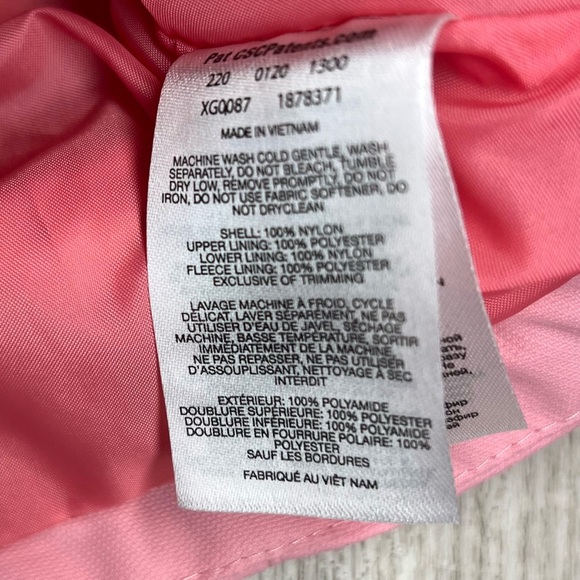 Pat CSCPatents.com
220 0120 1300
XG0087 1878371
MADE IN VIETNAM
MACHINE WASH COLD GENTLE, WASH
SEPARATELY, DO NOT BLEACH, TUMBLE
DRY LOW, REMOVE PROMPTLY, DO NOT
IRON, DO NOT USE FABRIC SOFTENER, DO
NOT DRYCLEAN
SHELL: 100% NYLON
UPPER LINING: 100% POLYESTER
LOWER LINING: 100% NYLON
FLEECE LINING: 100% POLYESTER
EXCLUSIVE OF TRIMMING
LAVAGE MACHINE À FROID, CYCLE
DÉLICAT, LAVER SÉPARÉMENT, NE PAS
UTILISER D'EAU DE JAVEL, SÉCHAGE
MACHINE, BASSE TEMPÉRATURE, SORTIR
IMMÉDIATEMENT DE LA MACHINE,
NE PAS REPASSER, NE PAS UTILISER
D'ASSOUPLISSANT, NETTOYAGE À SEC
INTERDIT
EXTÉRIEUR: 100% POLYAMIDE
DOUBLURE SUPÉRIEURE: 100% POLYESTER
DOUBLURE INFÉRIEURE: 100% POLYAMIDE
DOUBLURE EN FOURRURE POLAIRE: 100%
POLYESTER
SAUF LES BORDURES
FABRIQUÉ AU VIÊT NAM